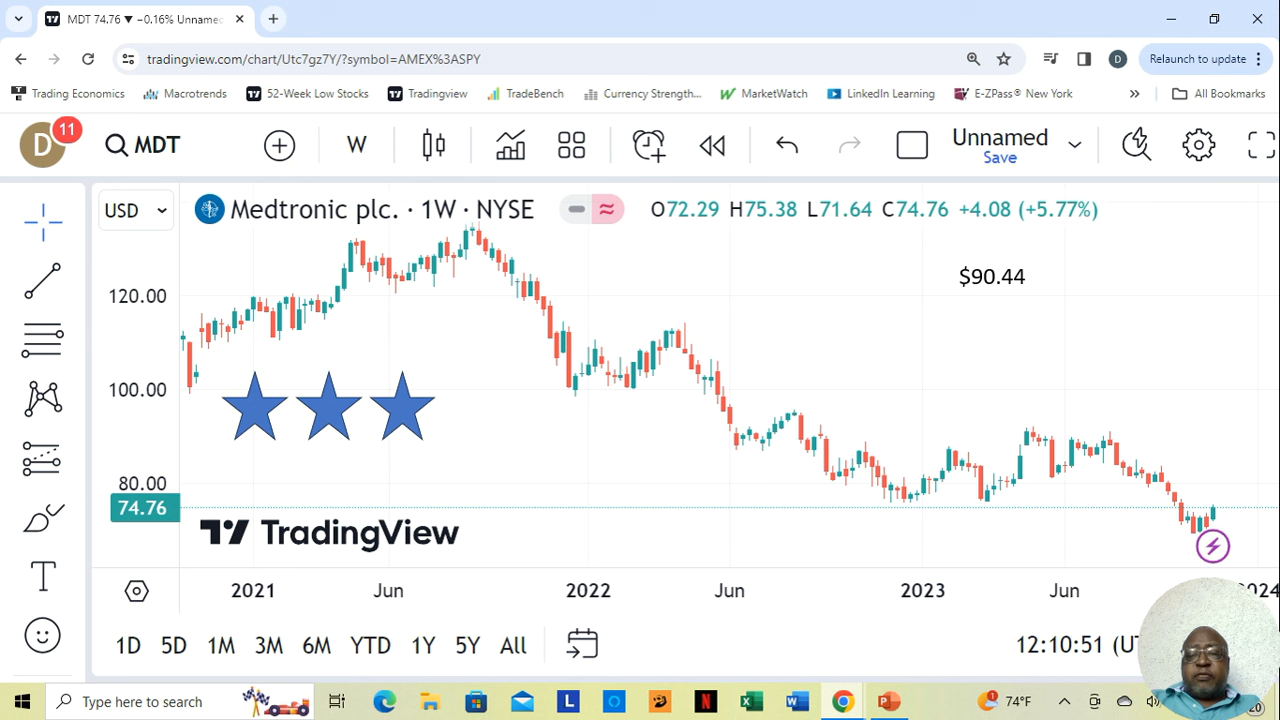 MDT 74.76 ▼ −0.16% Unname
tradingview.com/chart/Utc7gz7Y/?symbol=AMEX%3ASPY
D
Relaunch to update
Trading Economics
Macrotrends
52-Week Low Stocks
Tradingview
TradeBench
Currency Strength...
MarketWatch
LinkedIn Learning
E-ZPass® New York
»
All Bookmarks
D
11
MDT
W
Unnamed
Save
USD
Medtronic plc. · 1W · NYSE
O72.29 H75.38 L71.64 C74.76 +4.08 (+5.77%)
$90.44
120.00
100.00
80.00
74.76
TradingView
2021
Jun
2022
Jun
2023
Jun
2024
1D 5D 1M 3M 6M YTD 1Y 5Y All
12:10:51 (UT
Type here to search
74°F
20